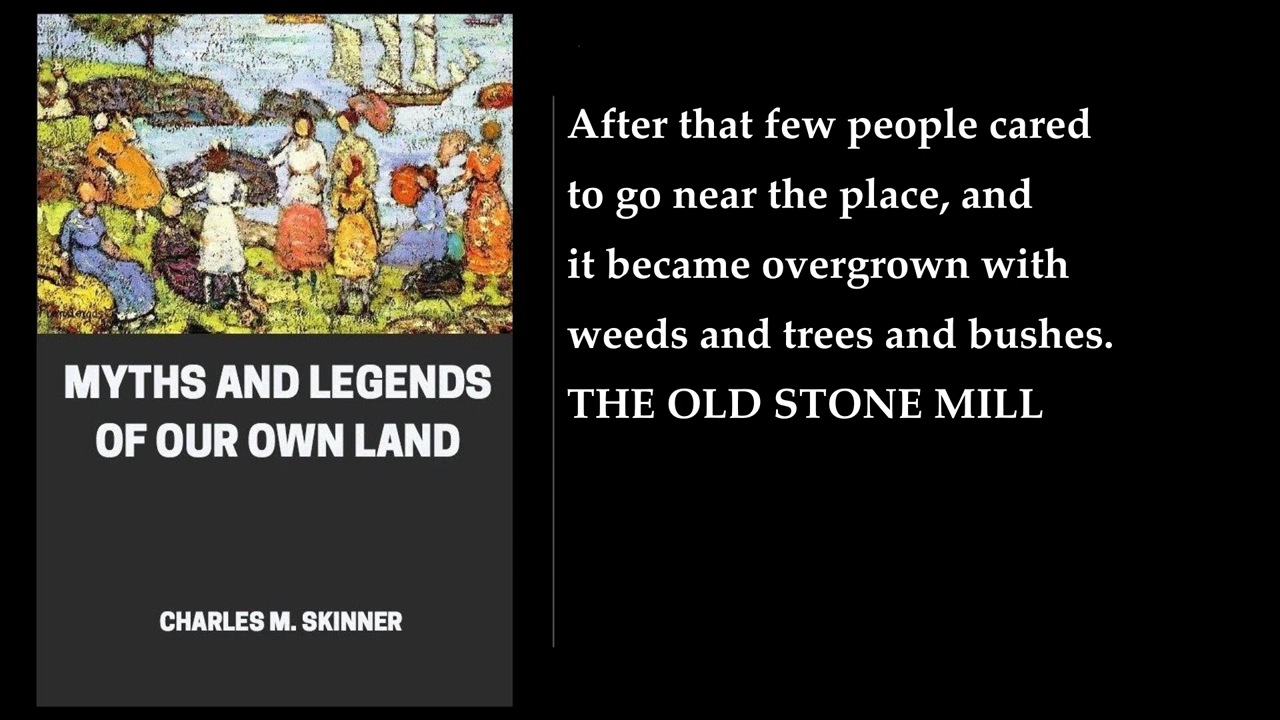 MYTHS AND LEGENDS
OF OUR OWN LAND
CHARLES M. SKINNER
After that few people cared
to go near the place, and
it became overgrown with
weeds and trees and bushes.
THE OLD STONE MILL